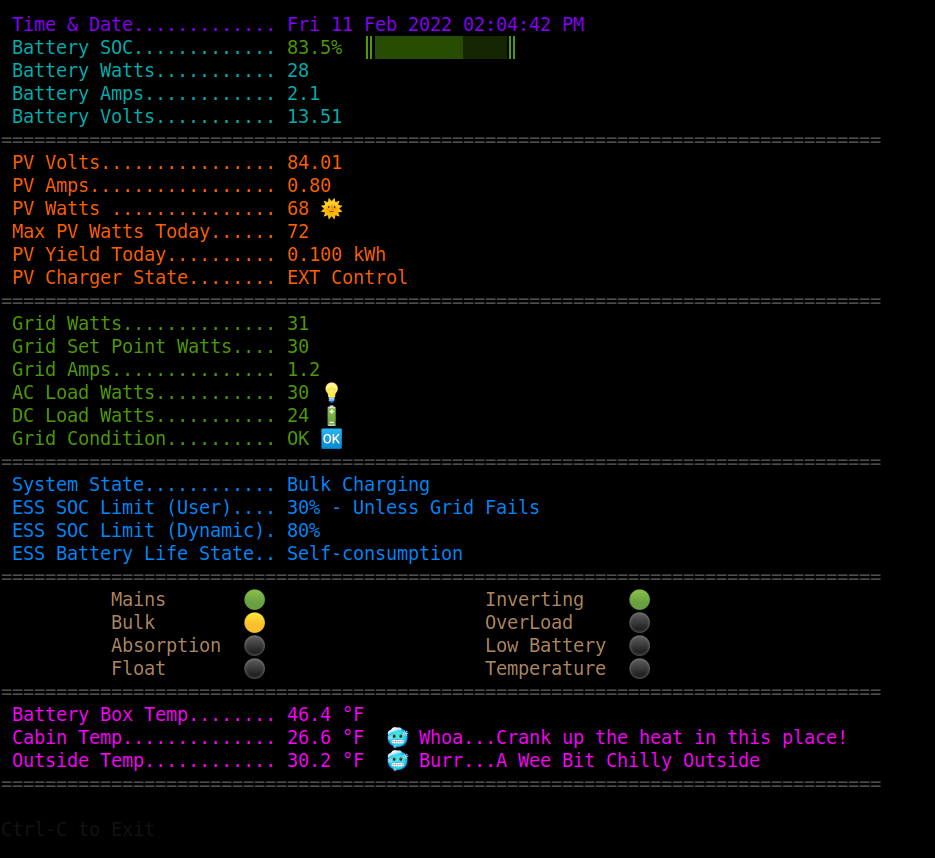 Time & Date............. Fri 11 Feb 2022 02:04:42 PM
Battery SOC............. 83.5%
Battery Watts........... 28
Battery Amps............ 2.1
Battery Volts........... 13.51
================================================================================
PV Volts................ 84.01
PV Amps................. 0.80
PV Watts ............... 68 🌞
Max PV Watts Today...... 72
PV Yield Today.......... 0.100 kWh
PV Charger State........ EXT Control
================================================================================
Grid Watts.............. 31
Grid Set Point Watts.... 30
Grid Amps............... 1.2
AC Load Watts........... 30 💡
DC Load Watts........... 24 🔋
Grid Condition.......... OK 🆗
================================================================================
System State............ Bulk Charging
ESS SOC Limit (User).... 30% - Unless Grid Fails
ESS SOC Limit (Dynamic). 80%
ESS Battery Life State.. Self-consumption
================================================================================
Mains 🟢 Inverting 🟢
Bulk 🟡 OverLoad ⚫
Absorption ⚫ Low Battery ⚫
Float ⚫ Temperature ⚫
================================================================================
Battery Box Temp........ 46.4 °F
Cabin Temp.............. 26.6 °F 🥶 Whoa...Crank up the heat in this place!
Outside Temp............ 30.2 °F 🥶 Burr...A Wee Bit Chilly Outside
================================================================================
Ctrl-C to Exit